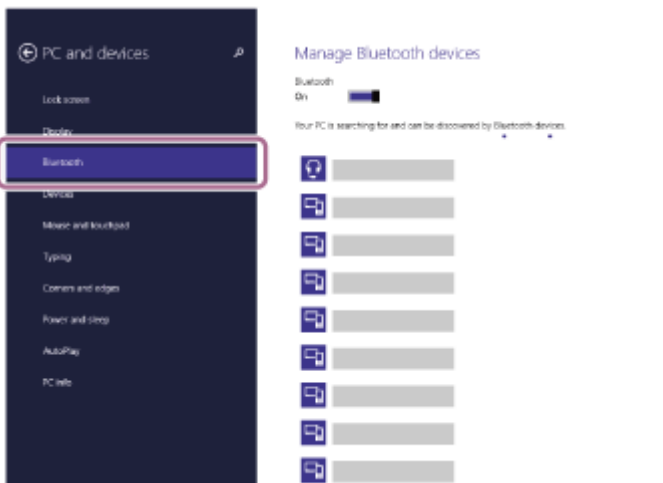 PC and devices
Lock screen
Display
Bluetooth
Devices
Mouse and touchpad
Typing
Corners and edges
Power and sleep
AutoPlay
PC info
Manage Bluetooth devices
Bluetooth
On
Your PC is searching for and can be discovered by Bluetooth devices.